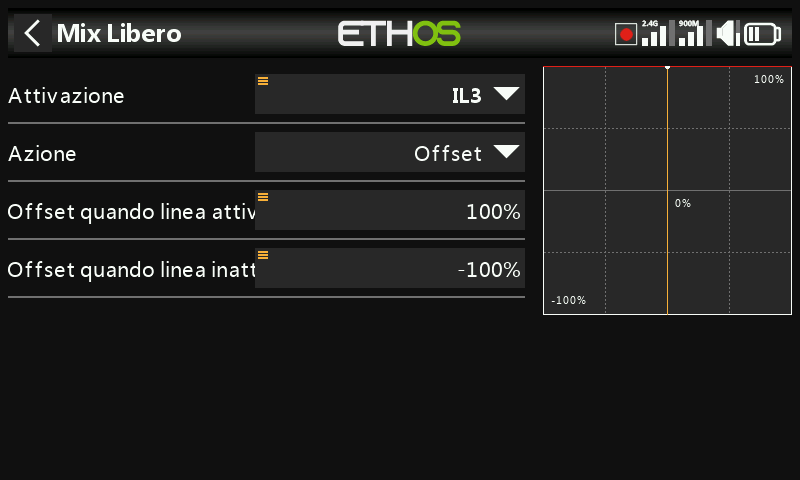 Mix Libero
ETHOS
2.4G
900M
Attivazione
IL3
Azione
Offset
Offset quando linea attiv
100%
Offset quando linea inatt
-100%
100%
0%
-100%